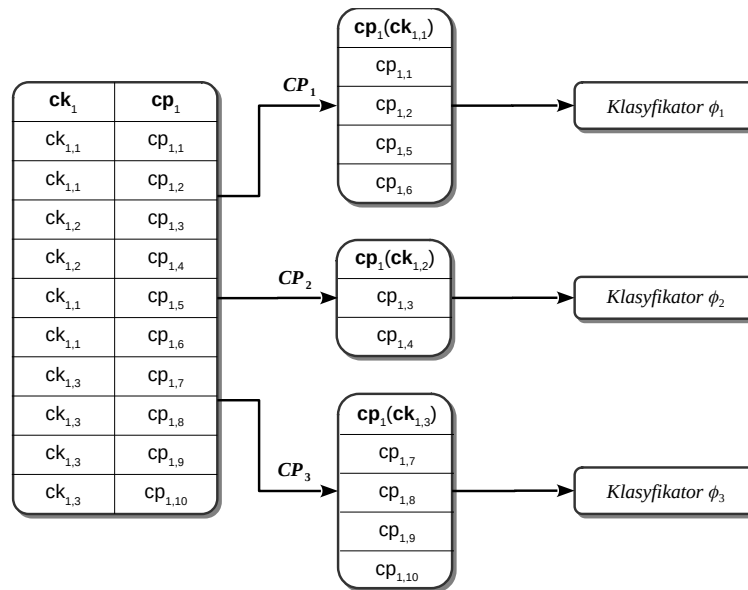 ck₁ cp₁
ck₁,₁ cp₁,₁
ck₁,₁ cp₁,₂
ck₁,₂ cp₁,₃
ck₁,₂ cp₁,₄
ck₁,₁ cp₁,₅
ck₁,₁ cp₁,₆
ck₁,₃ cp₁,₇
ck₁,₃ cp₁,₈
ck₁,₃ cp₁,₉
ck₁,₃ cp₁,₁₀
CP₁
cp₁(ck₁,₁)
cp₁,₁
cp₁,₂
cp₁,₅
cp₁,₆
Klasyfikator ϕ₁
CP₂
cp₁(ck₁,₂)
cp₁,₃
cp₁,₄
Klasyfikator ϕ₂
CP₃
cp₁(ck₁,₃)
cp₁,₇
cp₁,₈
cp₁,₉
cp₁,₁₀
Klasyfikator ϕ₃